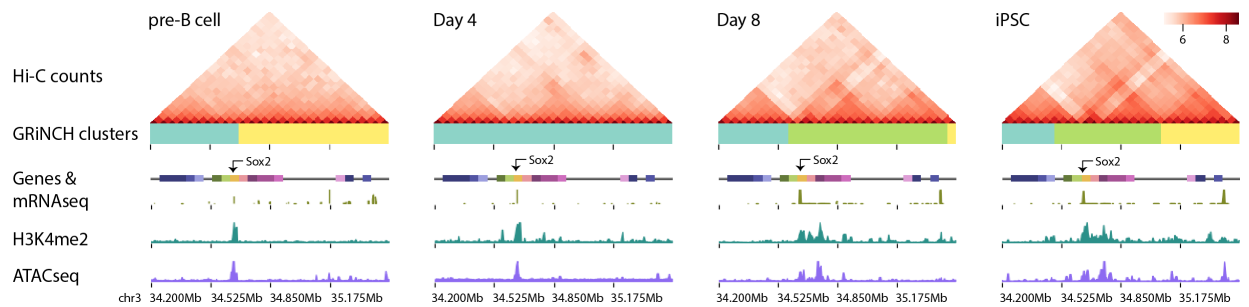 pre-B cell Day 4 Day 8 iPSC
6 8
Hi-C counts
GRiNCH clusters
Sox2 Sox2 Sox2 Sox2
Genes &
mRNAseq
H3K4me2
ATACseq
chr3 34.200Mb 34.525Mb 34.850Mb 35.175Mb 34.200Mb 34.525Mb 34.850Mb 35.175Mb 34.200Mb 34.525Mb 34.850Mb 35.175Mb 34.200Mb 34.525Mb 34.850Mb 35.175Mb